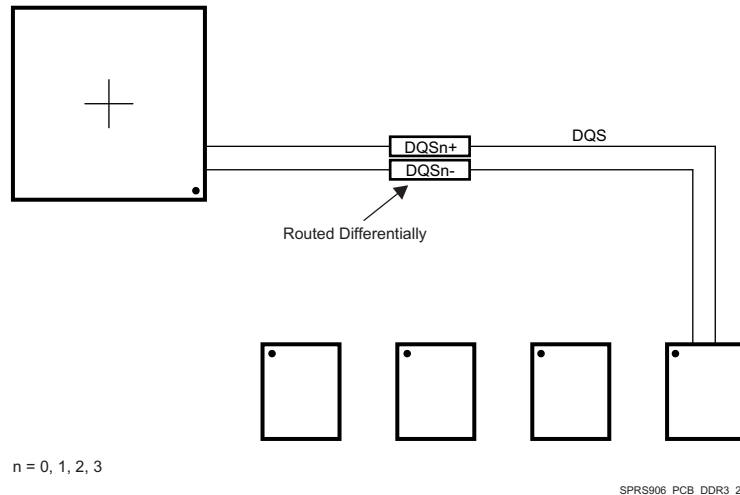 DQSn+
DQS
DQSn-
Routed Differentially
n = 0, 1, 2, 3
SPRS906_PCB_DDR3_2